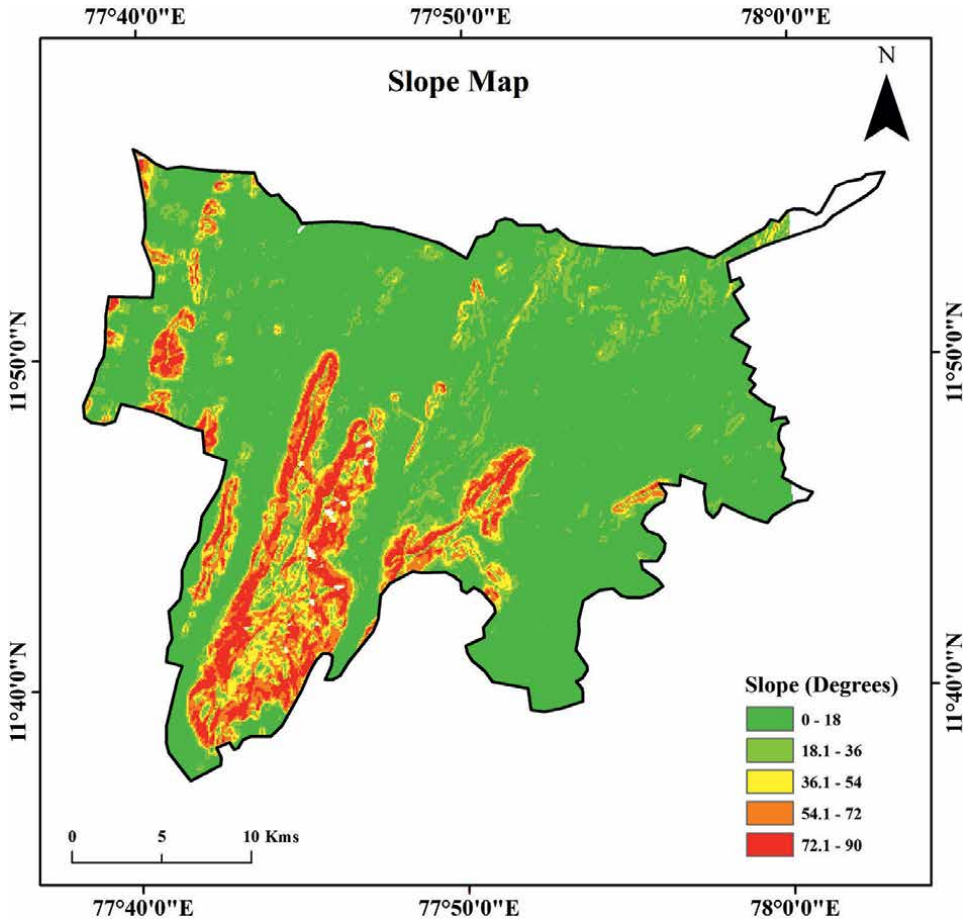 77°40'0"E 77°50'0"E 78°0'0"E
N
Slope Map
11°50'0"N 11°50'0"N
11°40'0"N 11°40'0"N
Slope (Degrees)
0 - 18
18.1 - 36
36.1 - 54
54.1 - 72
72.1 - 90
0 5 10 Kms
77°40'0"E 77°50'0"E 78°0'0"E